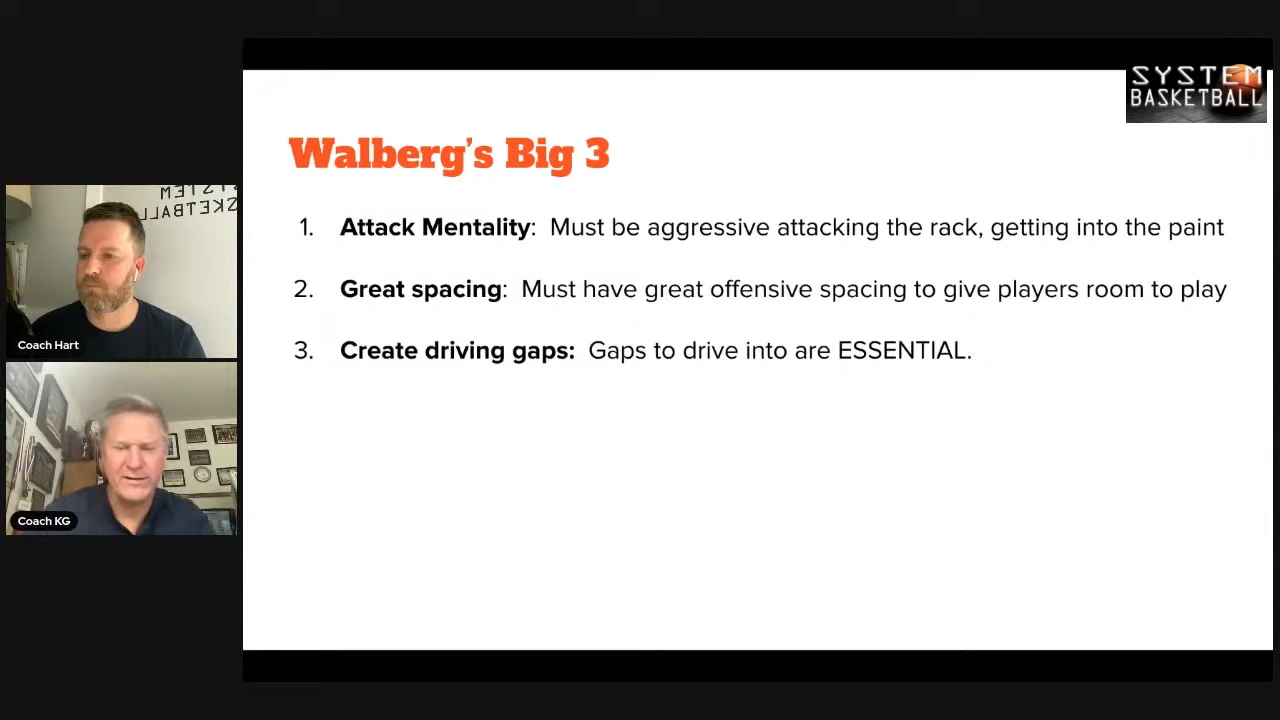 SYSTEM
BASKETBALL
Walberg's Big 3
1. Attack Mentality: Must be aggressive attacking the rack, getting into the paint
2. Great spacing: Must have great offensive spacing to give players room to play
3. Create driving gaps: Gaps to drive into are ESSENTIAL.
SYSTEM
Coach Hart
Coach KG